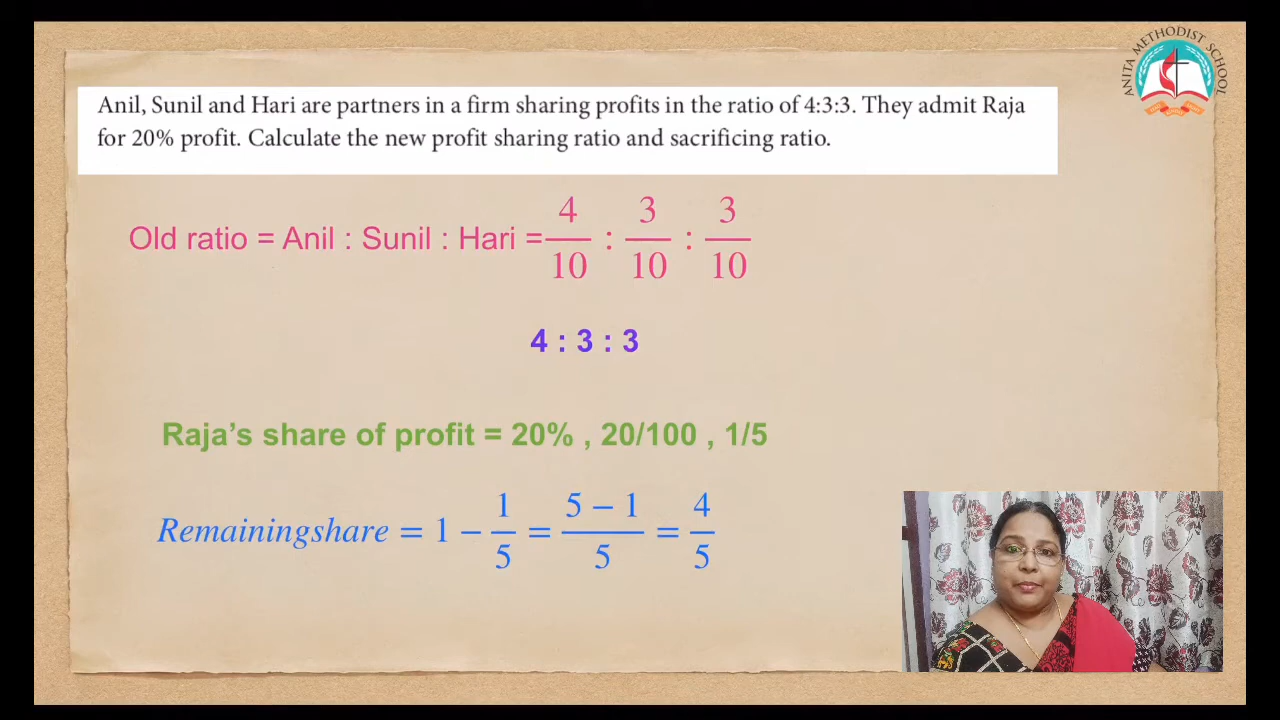 ANITA METHODIST SCHOOL
Anil, Sunil and Hari are partners in a firm sharing profits in the ratio of 4:3:3. They admit Raja
for 20% profit. Calculate the new profit sharing ratio and sacrificing ratio.
Old ratio = Anil : Sunil : Hari = 4/10 : 3/10 : 3/10
4 : 3 : 3
Raja’s share of profit = 20% , 20/100 , 1/5
Remainingshare = 1 − 1/5 = (5 − 1)/5 = 4/5